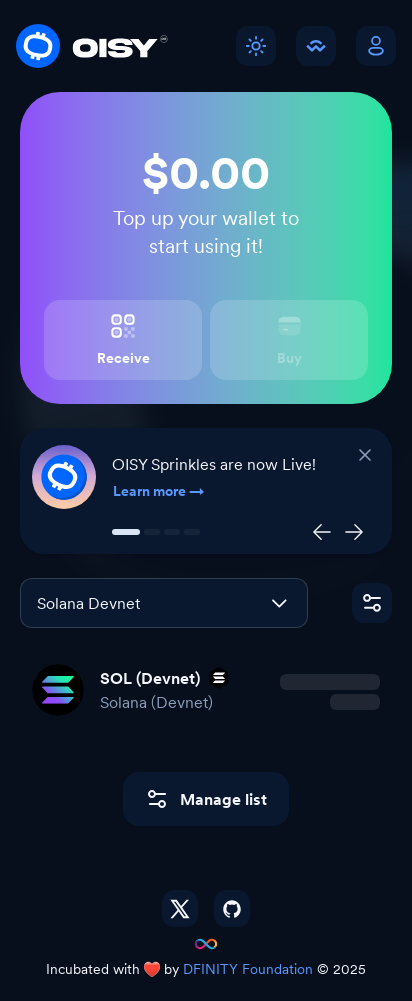 OISY
$0.00
Top up your wallet to
start using it!
Receive
Buy
OISY Sprinkles are now Live!
Learn more
Solana Devnet
SOL (Devnet)
Solana (Devnet)
Manage list
Incubated with ❤️ by DFINITY Foundation © 2025